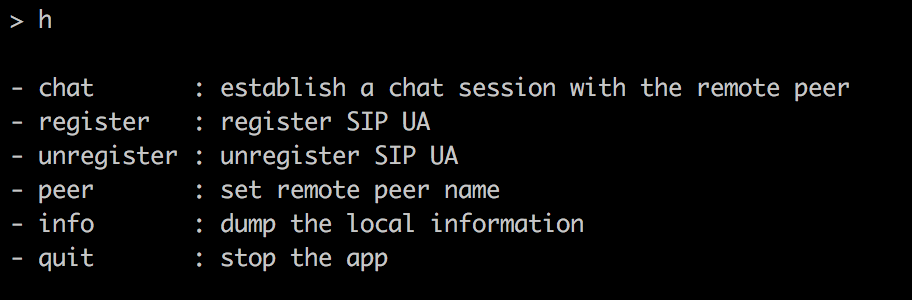 > h
- chat       : establish a chat session with the remote peer
- register   : register SIP UA
- unregister : unregister SIP UA
- peer       : set remote peer name
- info       : dump the local information
- quit       : stop the app